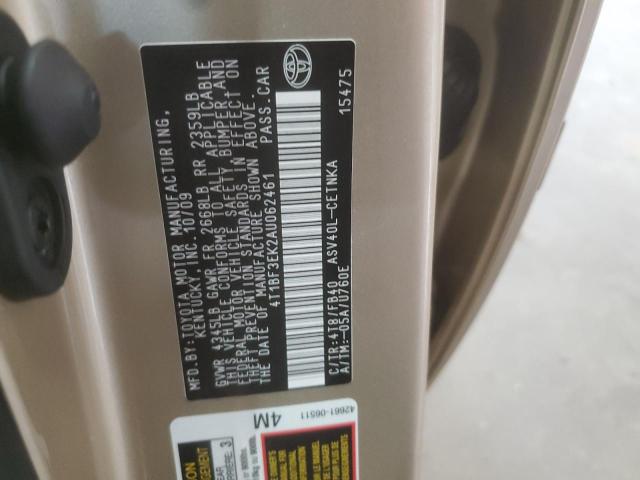 MFD.BY:TOYOTA MOTOR MANUFACTURING,
KENTUCKY,INC. 10/09
GVWR 4345LB GAWR FR 2668LB RR 2359LB
THIS VEHICLE CONFORMS TO ALL APPLICABLE
FEDERAL MOTOR VEHICLE SAFETY BUMPER,AND
THEFT PREVENTION STANDARDS IN EFFECT ON
THE DATE OF MANUFACTURE SHOWN ABOVE.
4T1BF3EK2AU062461 PASS.CAR
C/TR:4T8/FB40 ASV40L-CETNKA
A/TM:-05A/U760E 15475
42661-06511
4M